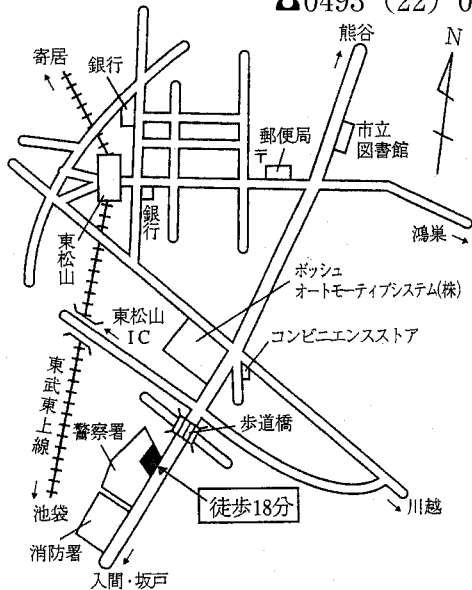 ☎0493（22）0
熊谷
N
寄居
銀行
郵便局
〒
市立
図書館
銀行
東松山
鴻巣
ボッシュ
オートモーティブシステム(株)
東松山
IC
コンビニエンスストア
東武東上線
警察署
歩道橋
徒歩18分
池袋
川越
消防署
入間・坂戸